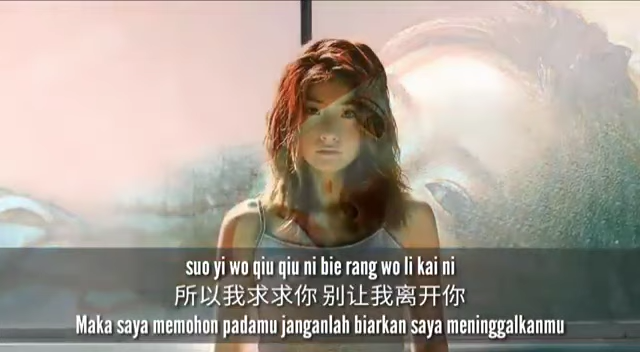 suo yi wo qiu qiu ni bie rang wo li kai ni
所以我求求你 别让我离开你
Maka saya memohon padamu janganlah biarkan saya meninggalkanmu